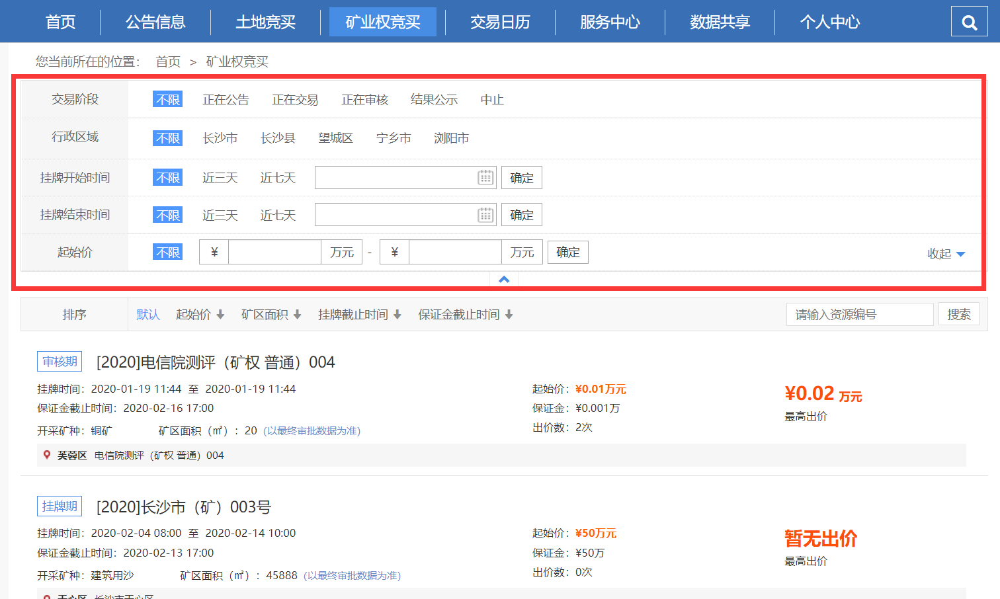 首页 公告信息 土地竞买 矿业权竞买 交易日历 服务中心 数据共享 个人中心
您当前所在的位置： 首页 > 矿业权竞买
交易阶段 不限 正在公告 正在交易 正在审核 结果公示 中止
行政区域 不限 长沙市 长沙县 望城区 宁乡市 浏阳市
挂牌开始时间 不限 近三天 近七天 确定
挂牌结束时间 不限 近三天 近七天 确定
起始价 不限 ¥ 万元 - ¥ 万元 确定 收起
排序 默认 起始价 矿区面积 挂牌截止时间 保证金截止时间 请输入资源编号 搜索
审核期 [2020]电信院测评（矿权 普通）004
挂牌时间：2020-01-19 11:44 至 2020-01-19 11:44 起始价：¥0.01万元 ¥0.02 万元
保证金截止时间：2020-02-16 17:00 保证金：¥0.001万 最高出价
开采矿种：铜矿 矿区面积（㎡）：20 (以最终审批数据为准) 出价数：2次
芙蓉区 电信院测评（矿权 普通）004
挂牌期 [2020]长沙市（矿）003号
挂牌时间：2020-02-04 08:00 至 2020-02-14 10:00 起始价：¥50万元 暂无出价
保证金截止时间：2020-02-13 17:00 保证金：¥50万 最高出价
开采矿种：建筑用沙 矿区面积（㎡）：45888 (以最终审批数据为准) 出价数：0次
天心区 长沙市天心区